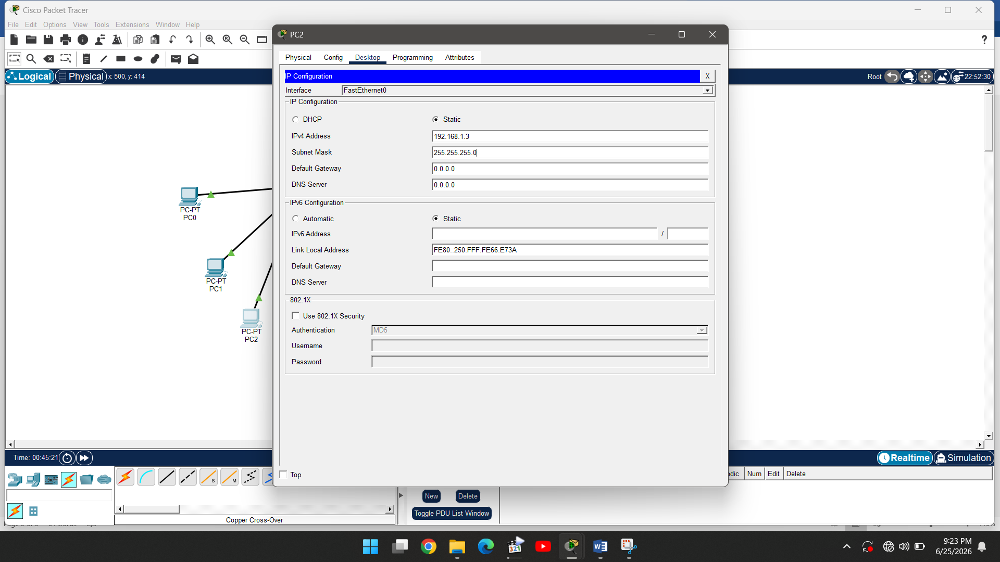 Cisco Packet Tracer
File Edit Options View Tools Extensions Window Help
?
Logical Physical x: 500, y: 414
Root 22:52:30
PC-PT
PC0
PC-PT
PC1
PC-PT
PC2
PC2
Physical Config Desktop Programming Attributes
IP Configuration X
Interface FastEthernet0
IP Configuration
DHCP Static
IPv4 Address 192.168.1.3
Subnet Mask 255.255.255.0
Default Gateway 0.0.0.0
DNS Server 0.0.0.0
IPv6 Configuration
Automatic Static
IPv6 Address /
Link Local Address FE80::250:FFF:FE66:E73A
Default Gateway
DNS Server
802.1X
Use 802.1X Security
Authentication MD5
Username
Password
Top
Time: 00:45:21
Realtime Simulation
S M
odic Num Edit Delete
New Delete
Toggle PDU List Window
Copper Cross-Over
321
W
9:23 PM
6/25/2026